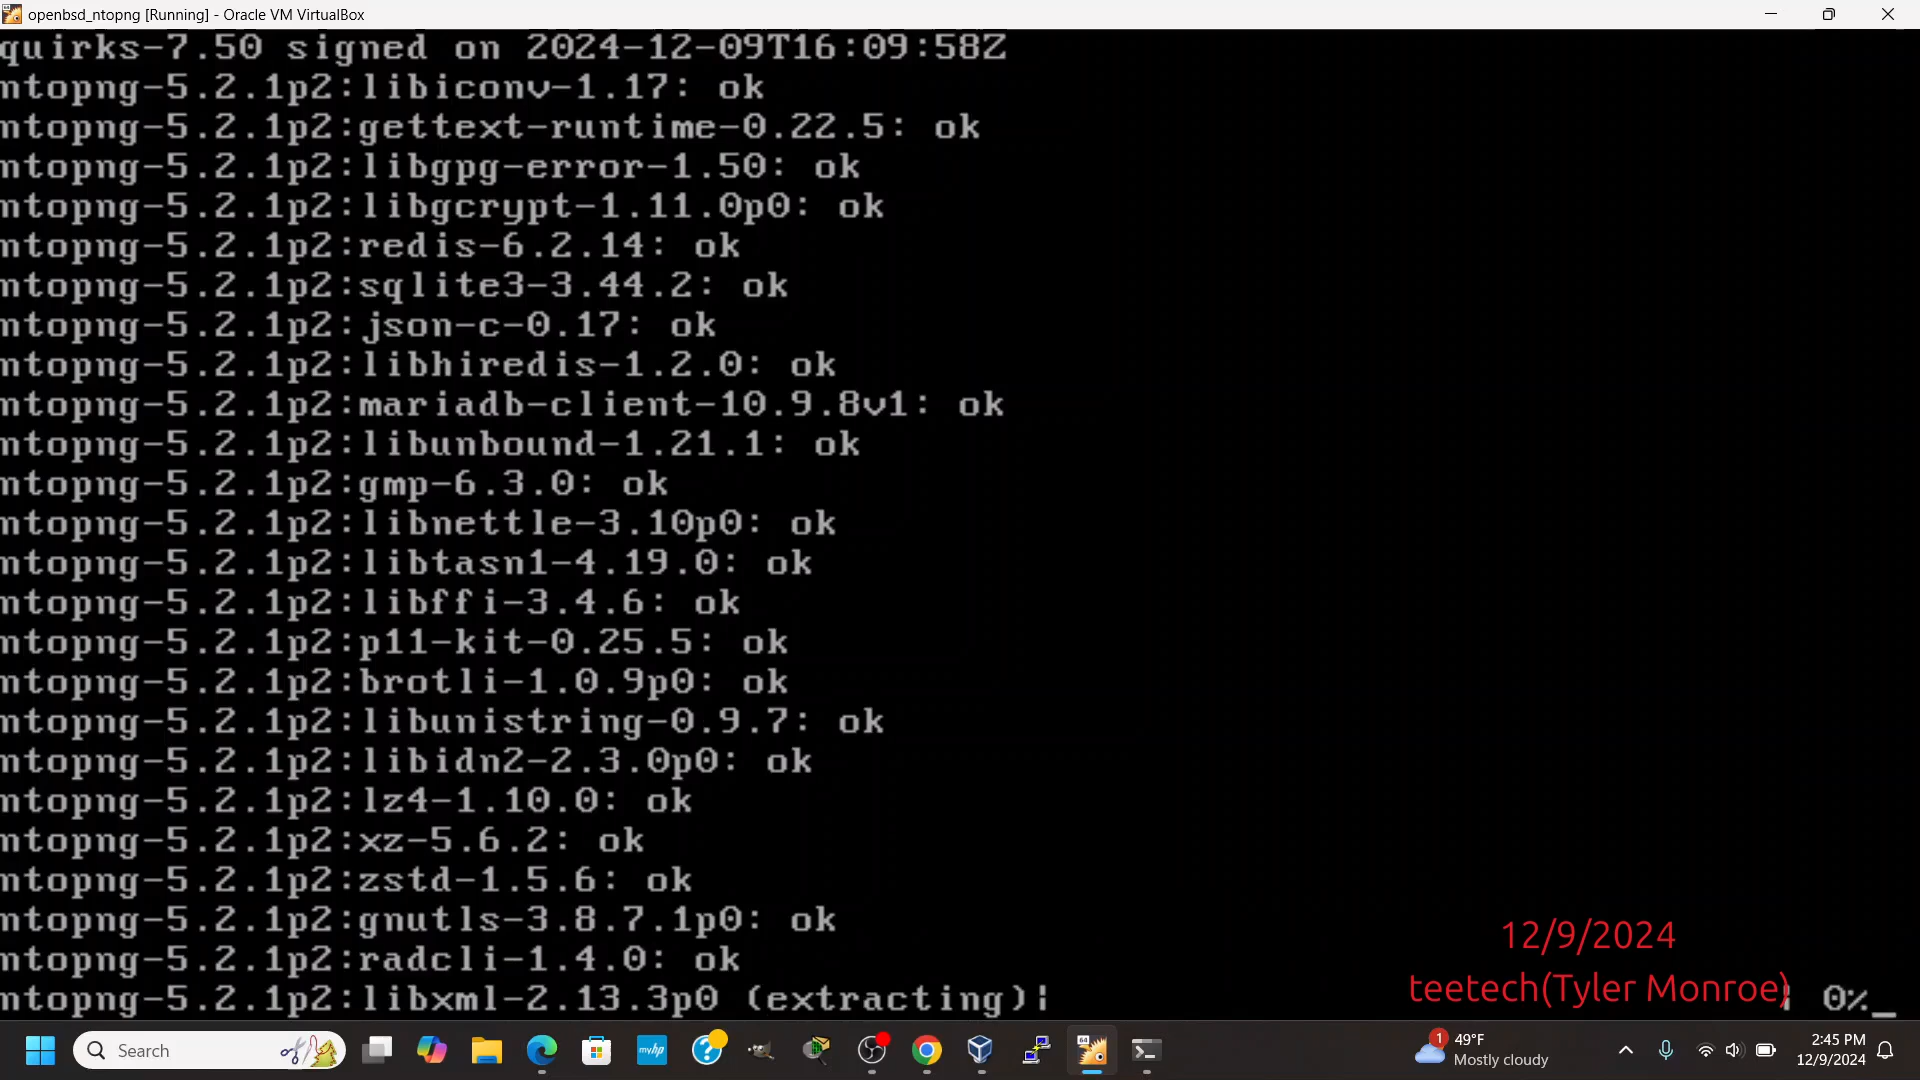 openbsd_ntopng [Running] - Oracle VM VirtualBox
quirks-7.50 signed on 2024-12-09T16:09:58Z
ntopng-5.2.1p2:libiconv-1.17: ok
ntopng-5.2.1p2:gettext-runtime-0.22.5: ok
ntopng-5.2.1p2:libgpg-error-1.50: ok
ntopng-5.2.1p2:libgcrypt-1.11.0p0: ok
ntopng-5.2.1p2:redis-6.2.14: ok
ntopng-5.2.1p2:sqlite3-3.44.2: ok
ntopng-5.2.1p2:json-c-0.17: ok
ntopng-5.2.1p2:libhiredis-1.2.0: ok
ntopng-5.2.1p2:mariadb-client-10.9.8v1: ok
ntopng-5.2.1p2:libunbound-1.21.1: ok
ntopng-5.2.1p2:gmp-6.3.0: ok
ntopng-5.2.1p2:libnettle-3.10p0: ok
ntopng-5.2.1p2:libtasn1-4.19.0: ok
ntopng-5.2.1p2:libffi-3.4.6: ok
ntopng-5.2.1p2:p11-kit-0.25.5: ok
ntopng-5.2.1p2:brotli-1.0.9p0: ok
ntopng-5.2.1p2:libunistring-0.9.7: ok
ntopng-5.2.1p2:libidn2-2.3.0p0: ok
ntopng-5.2.1p2:lz4-1.10.0: ok
ntopng-5.2.1p2:xz-5.6.2: ok
ntopng-5.2.1p2:zstd-1.5.6: ok
ntopng-5.2.1p2:gnutls-3.8.7.1p0: ok
ntopng-5.2.1p2:radcli-1.4.0: ok
ntopng-5.2.1p2:libxml-2.13.3p0 (extracting)| | 0%_
12/9/2024
teetech(Tyler Monroe)
Search
myhp
64
1
49°F
Mostly cloudy
2:45 PM
12/9/2024